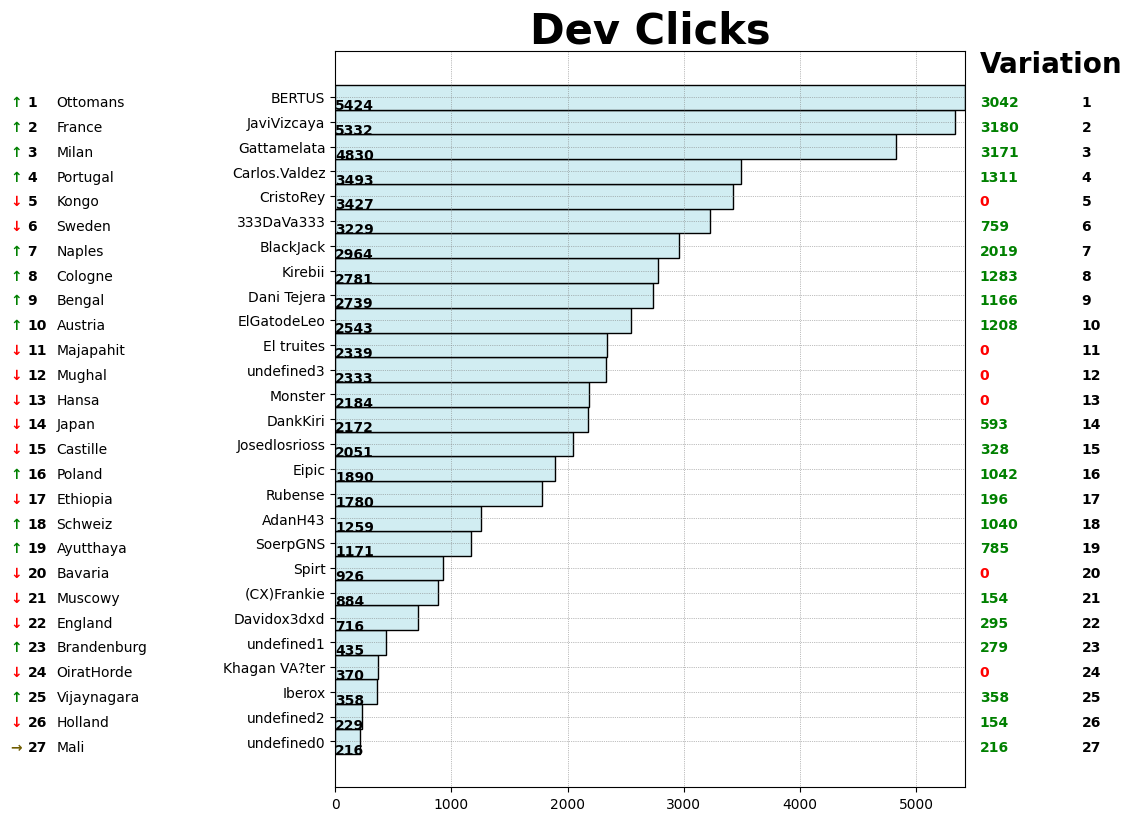 Dev Clicks
Variation
↑ 1 Ottomans BERTUS 5424 3042 1
↑ 2 France JaviVizcaya 5332 3180 2
↑ 3 Milan Gattamelata 4830 3171 3
↑ 4 Portugal Carlos.Valdez 3493 1311 4
↓ 5 Kongo CristoRey 3427 0 5
↓ 6 Sweden 333DaVa333 3229 759 6
↑ 7 Naples BlackJack 2964 2019 7
↑ 8 Cologne Kirebii 2781 1283 8
↑ 9 Bengal Dani Tejera 2739 1166 9
↑ 10 Austria ElGatodeLeo 2543 1208 10
↓ 11 Majapahit El truites 2339 0 11
↓ 12 Mughal undefined3 2333 0 12
↓ 13 Hansa Monster 2184 0 13
↓ 14 Japan DankKiri 2172 593 14
↓ 15 Castille Josedlosrioss 2051 328 15
↑ 16 Poland Eipic 1890 1042 16
↓ 17 Ethiopia Rubense 1780 196 17
↑ 18 Schweiz AdanH43 1259 1040 18
↑ 19 Ayutthaya SoerpGNS 1171 785 19
↓ 20 Bavaria Spirt 926 0 20
↓ 21 Muscowy (CX)Frankie 884 154 21
↓ 22 England Davidox3dxd 716 295 22
↑ 23 Brandenburg undefined1 435 279 23
↓ 24 OiratHorde Khagan VA?ter 370 0 24
↑ 25 Vijaynagara Iberox 358 358 25
↓ 26 Holland undefined2 229 154 26
→ 27 Mali undefined0 216 216 27
0 1000 2000 3000 4000 5000